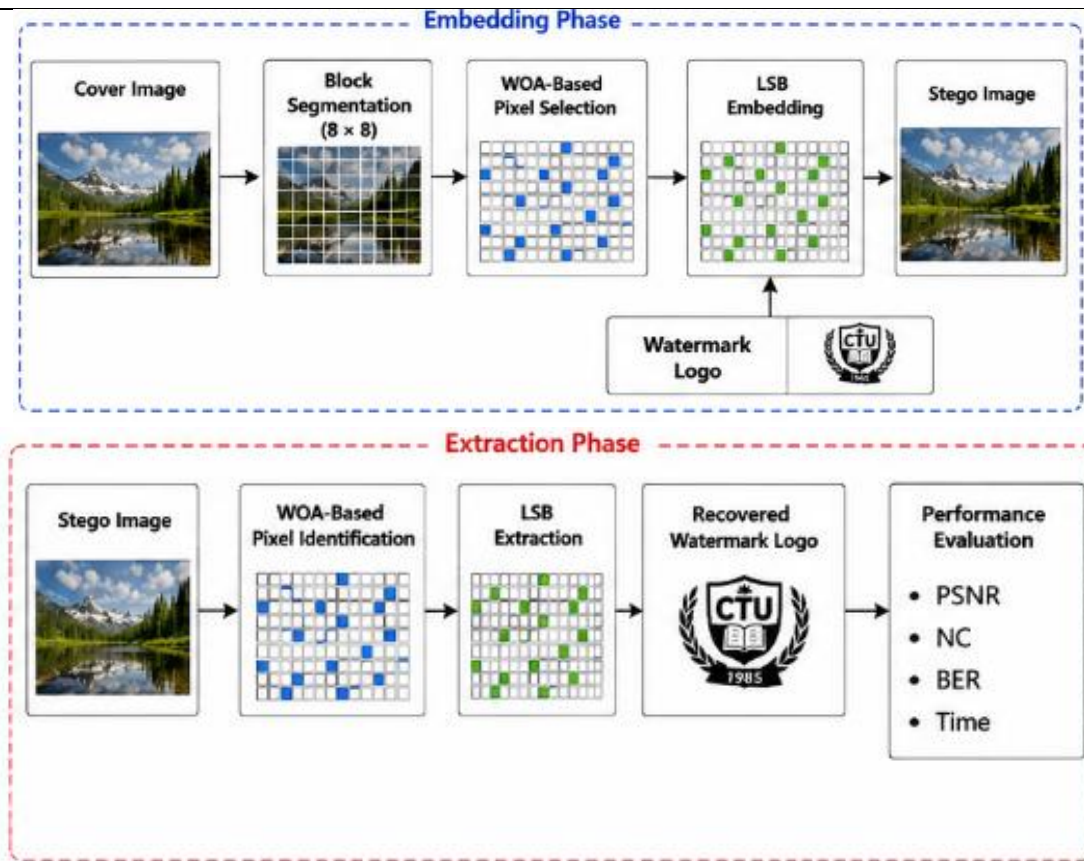 Embedding Phase
Cover Image
Block
Segmentation
(8 × 8)
WOA-Based
Pixel Selection
LSB
Embedding
Stego Image
Watermark
Logo
CTU
Extraction Phase
Stego Image
WOA-Based
Pixel Identification
LSB
Extraction
Recovered
Watermark Logo
CTU
1985
Performance
Evaluation
• PSNR
• NC
• BER
• Time